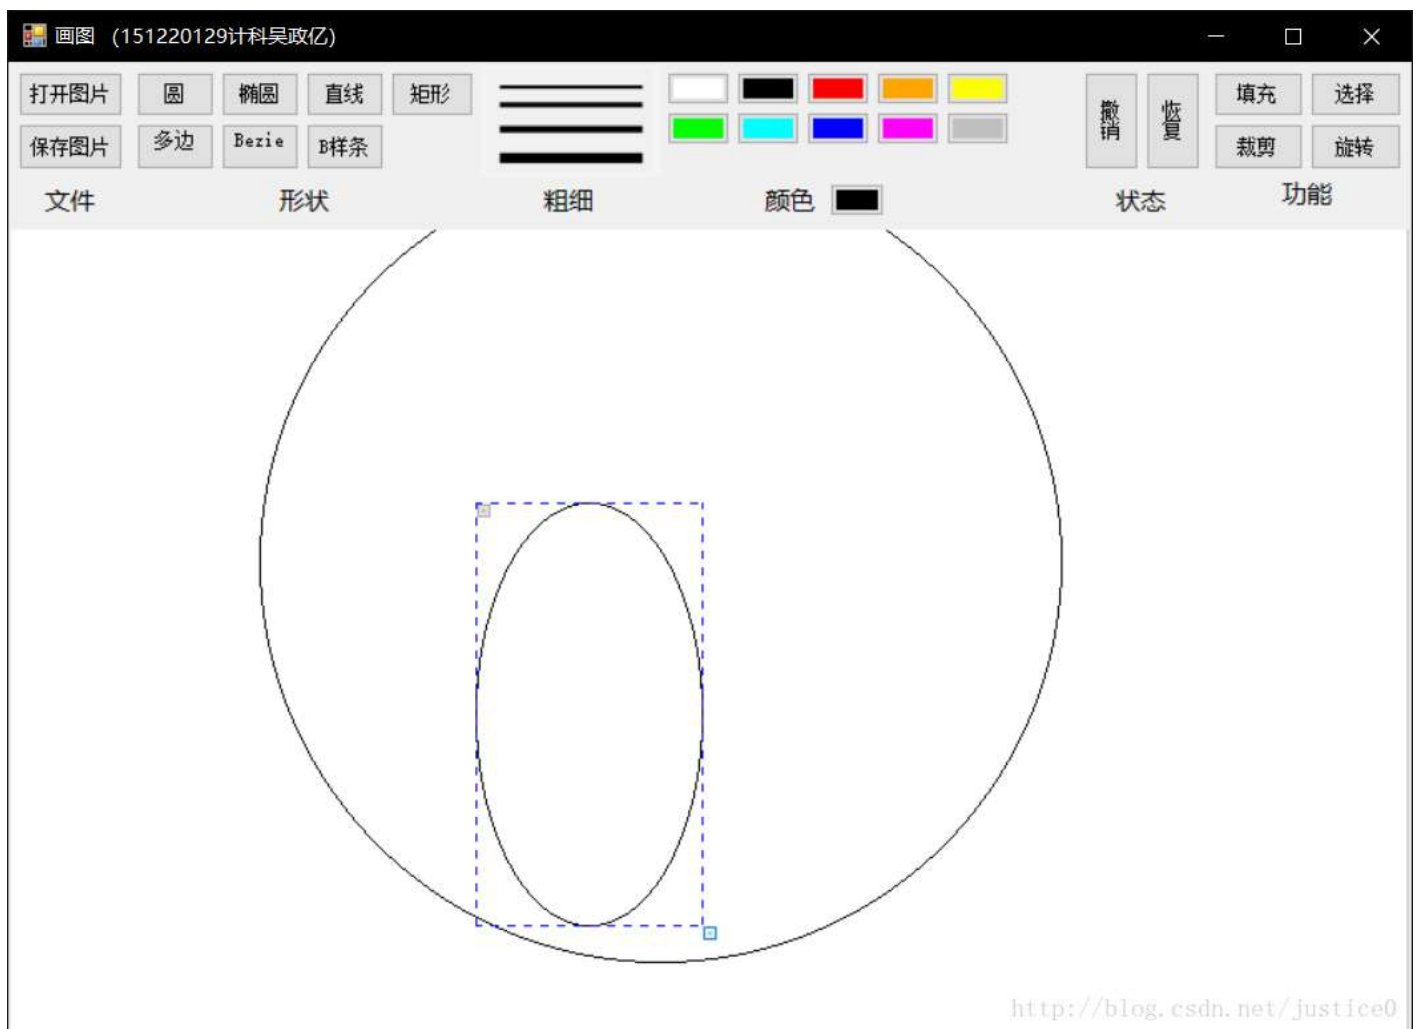 画图 (151220129计科吴政亿)
打开图片 圆 椭圆 直线 矩形 撤销 恢复 填充 选择
保存图片 多边 Bezie B样条 裁剪 旋转
文件 形状 粗细 颜色 状态 功能
http://blog.csdn.net/justice0